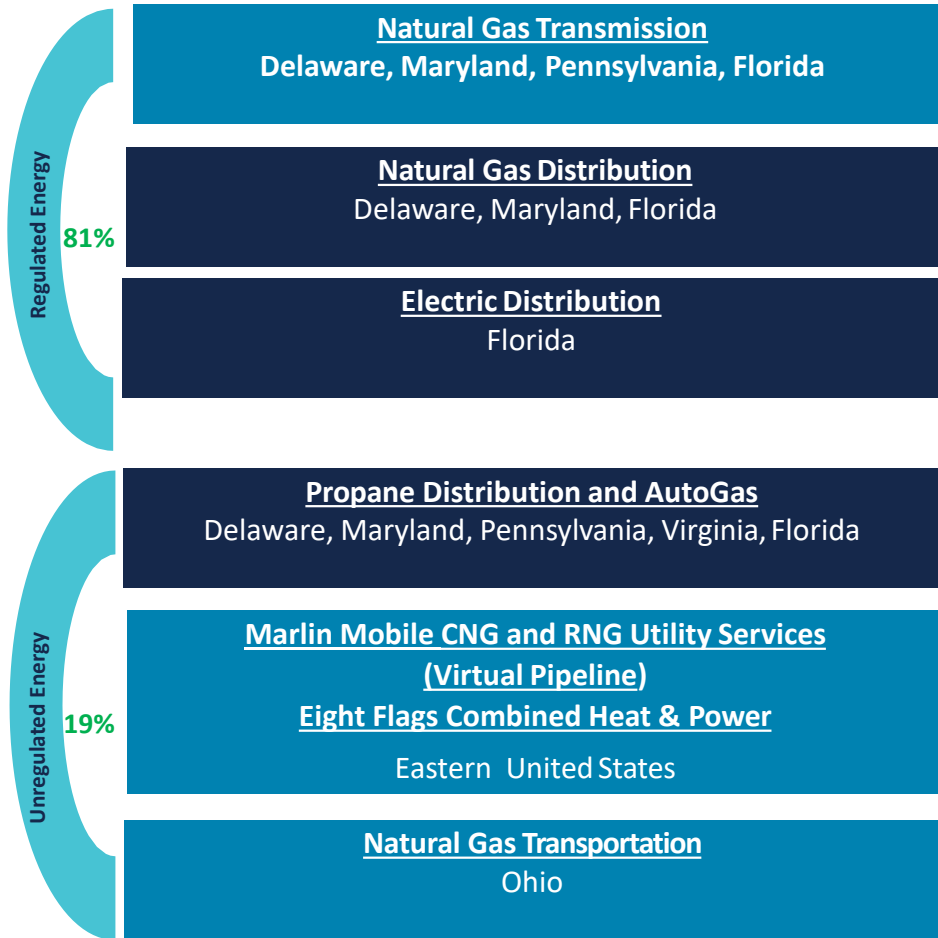 Natural Gas Transmission
Delaware, Maryland, Pennsylvania, Florida
Regulated Energy
81%
Natural Gas Distribution
Delaware, Maryland, Florida
Electric Distribution
Florida
Unregulated Energy
19%
Propane Distribution and AutoGas
Delaware, Maryland, Pennsylvania, Virginia, Florida
Marlin Mobile CNG and RNG Utility Services
(Virtual Pipeline)
Eight Flags Combined Heat & Power
Eastern United States
Natural Gas Transportation
Ohio